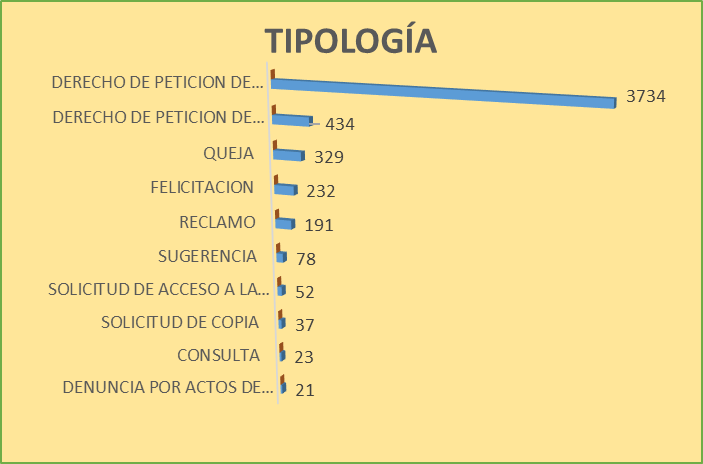 TIPOLOGÍA
DERECHO DE PETICION DE... 3734
DERECHO DE PETICION DE... 434
QUEJA 329
FELICITACION 232
RECLAMO 191
SUGERENCIA 78
SOLICITUD DE ACCESO A LA... 52
SOLICITUD DE COPIA 37
CONSULTA 23
DENUNCIA POR ACTOS DE... 21